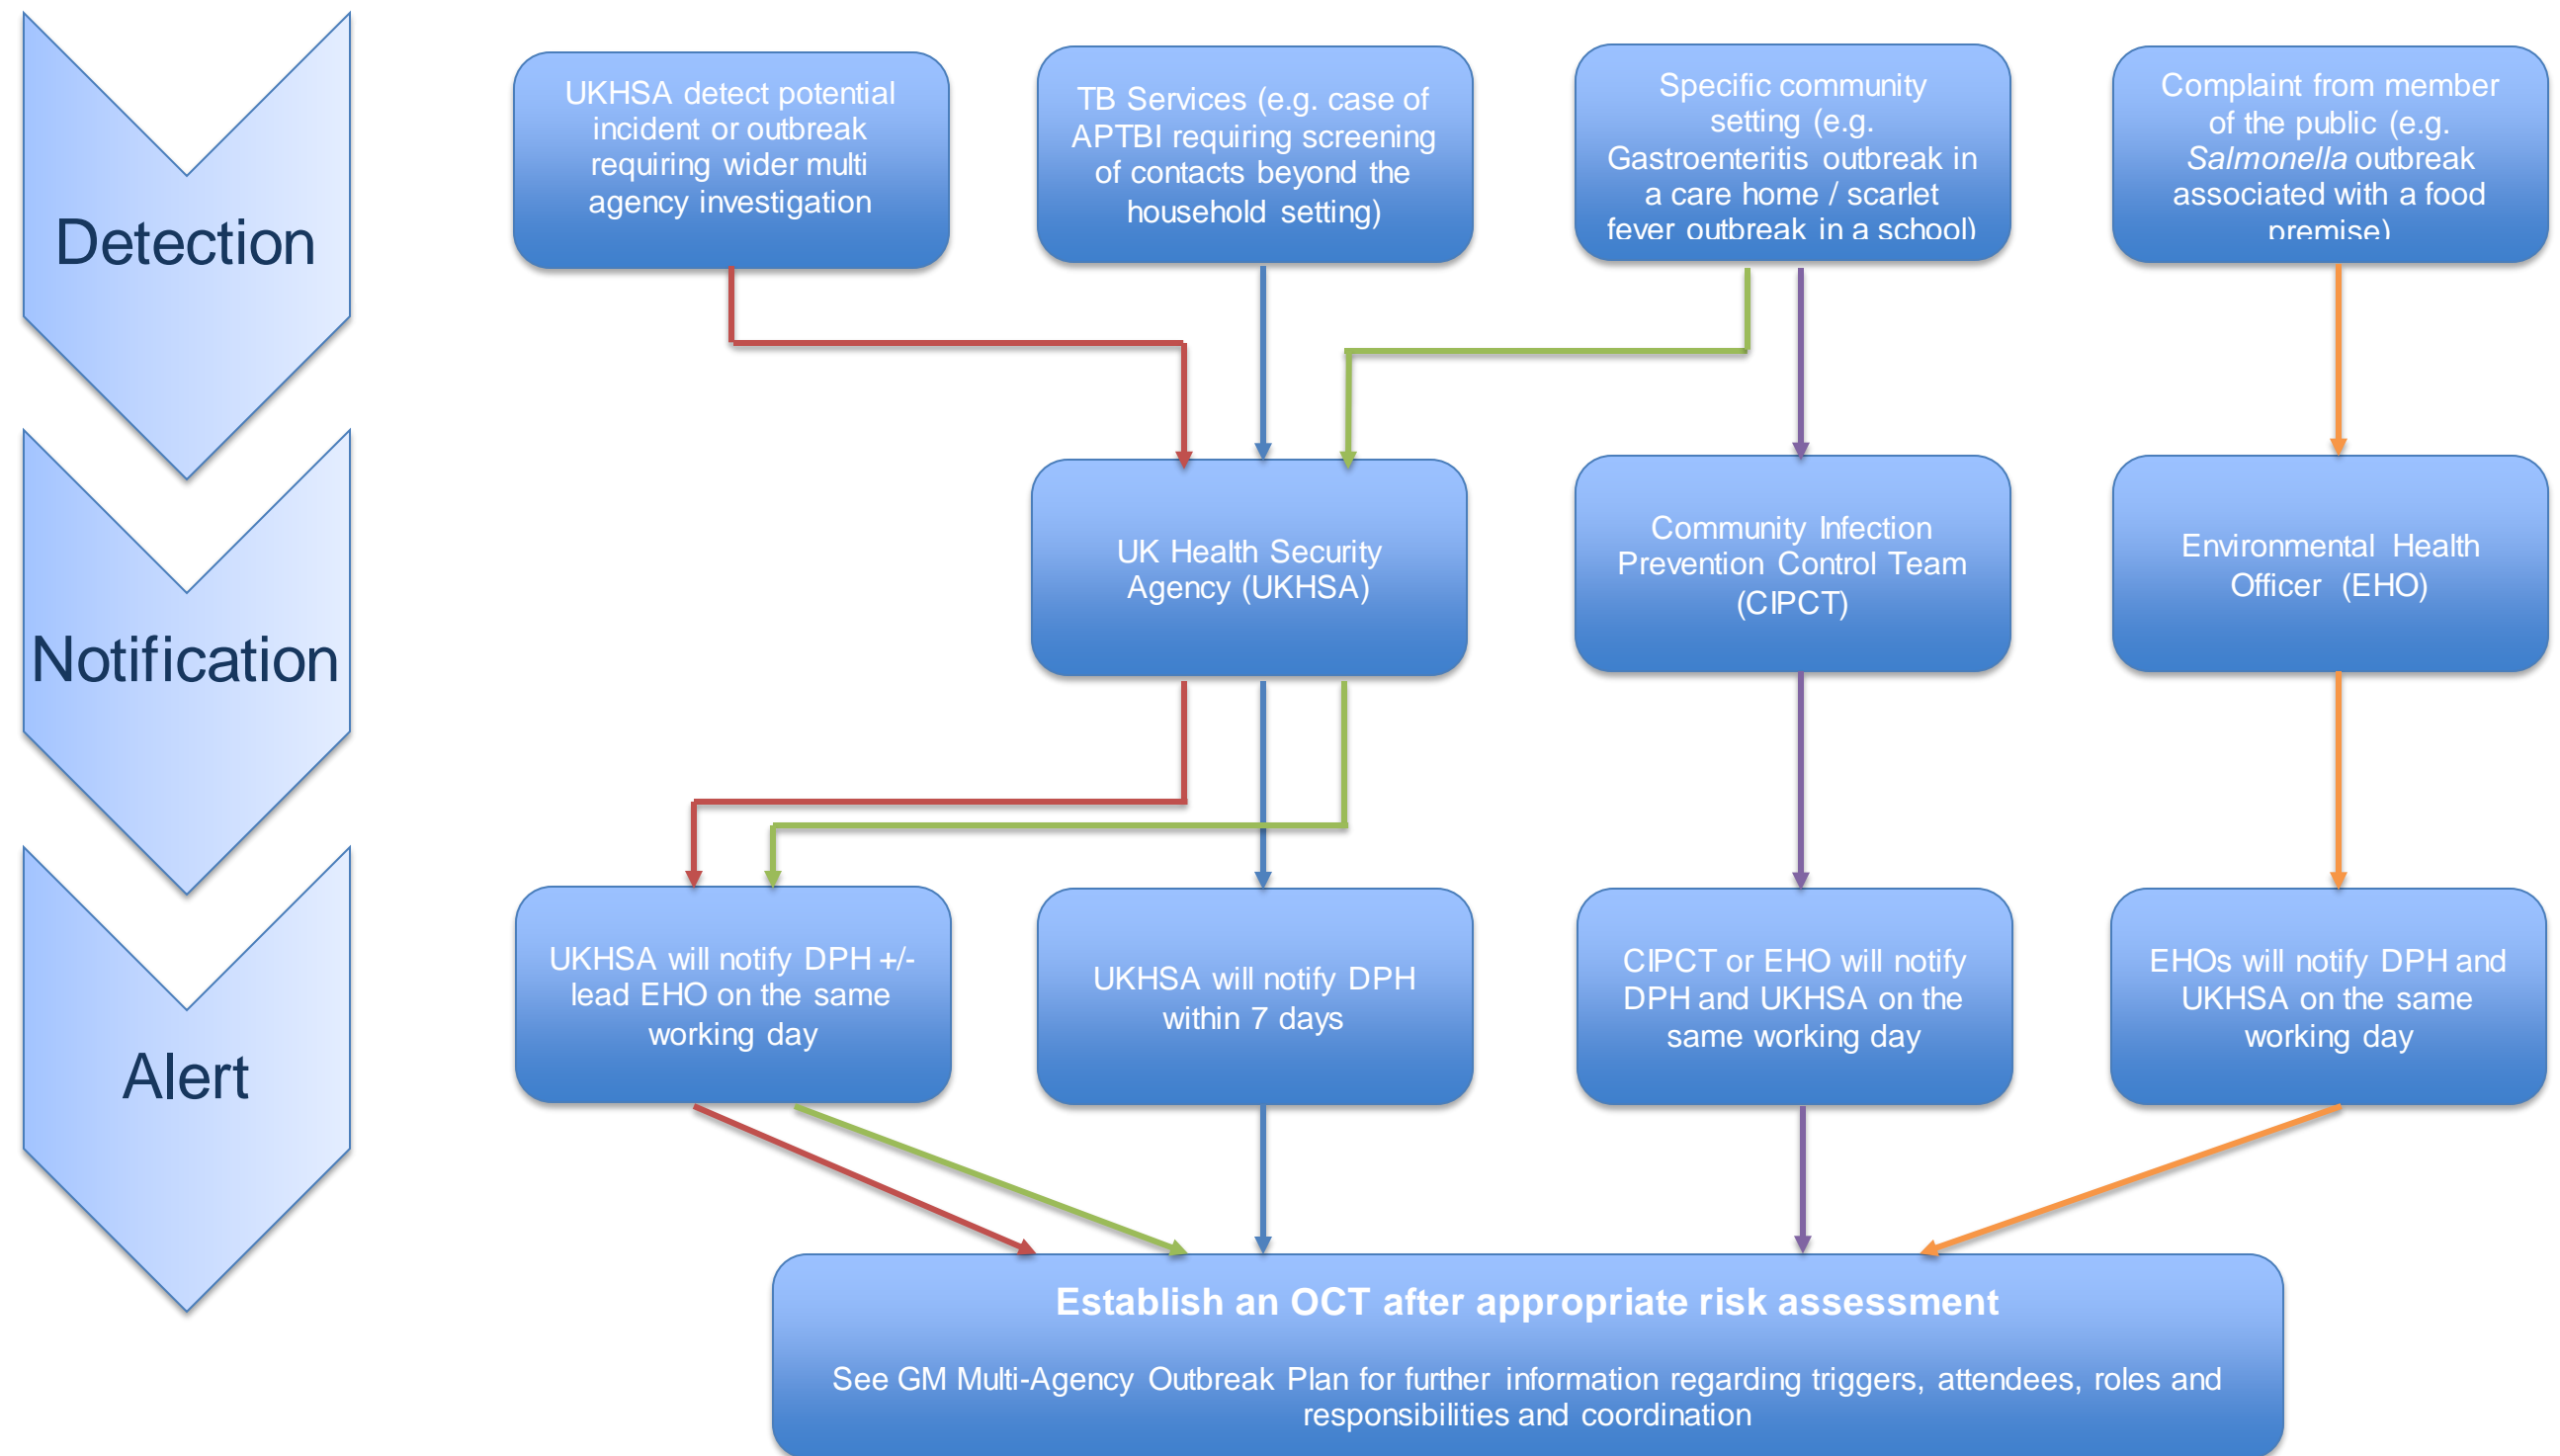 Detection
UKHSA detect potential
incident or outbreak
requiring wider multi
agency investigation
TB Services (e.g. case of
APTBI requiring screening
of contacts beyond the
household setting)
Specific community
setting (e.g.
Gastroenteritis outbreak in
a care home / scarlet
fever outbreak in a school)
Complaint from member
of the public (e.g.
Salmonella outbreak
associated with a food
premise)
Notification
UK Health Security
Agency (UKHSA)
Community Infection
Prevention Control Team
(CIPCT)
Environmental Health
Officer (EHO)
Alert
UKHSA will notify DPH +/-
lead EHO on the same
working day
UKHSA will notify DPH
within 7 days
CIPCT or EHO will notify
DPH and UKHSA on the
same working day
EHOs will notify DPH and
UKHSA on the same
working day
Establish an OCT after appropriate risk assessment
See GM Multi-Agency Outbreak Plan for further information regarding triggers, attendees, roles and
responsibilities and coordination